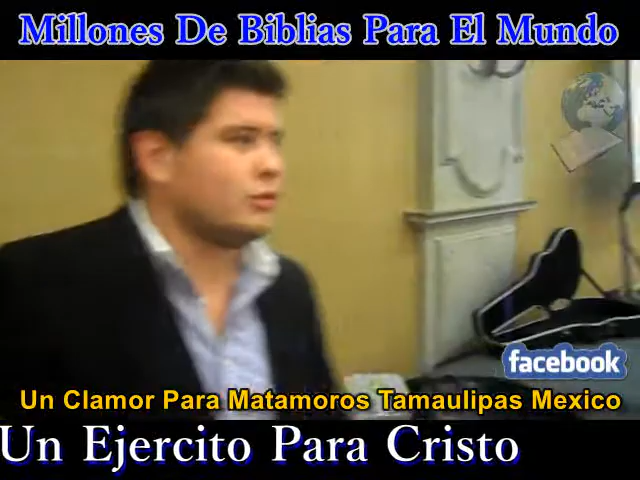 Millones De Biblias Para El Mundo
facebook
Un Clamor Para Matamoros Tamaulipas Mexico
Un Ejercito Para Cristo